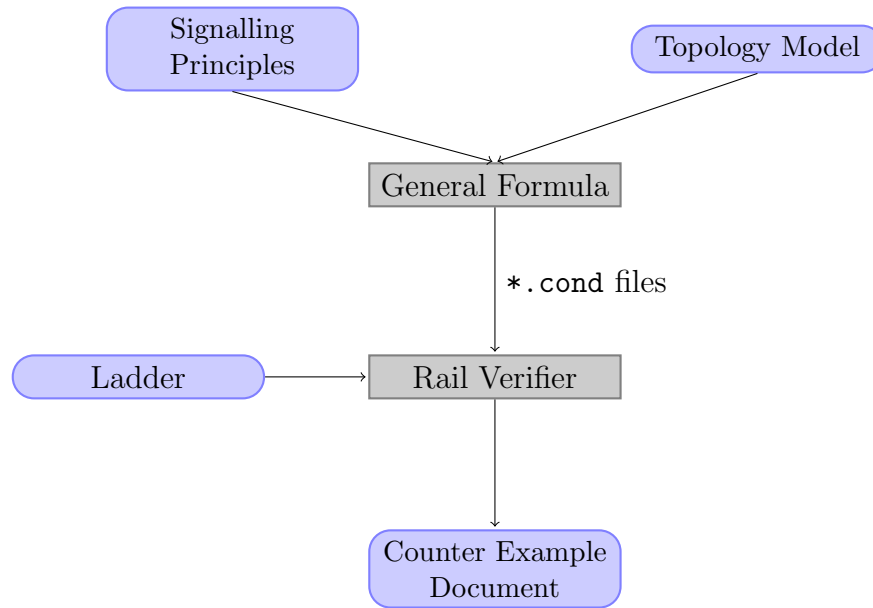 Signalling
Principles
Topology Model
General Formula
*.cond files
Ladder
Rail Verifier
Counter Example
Document